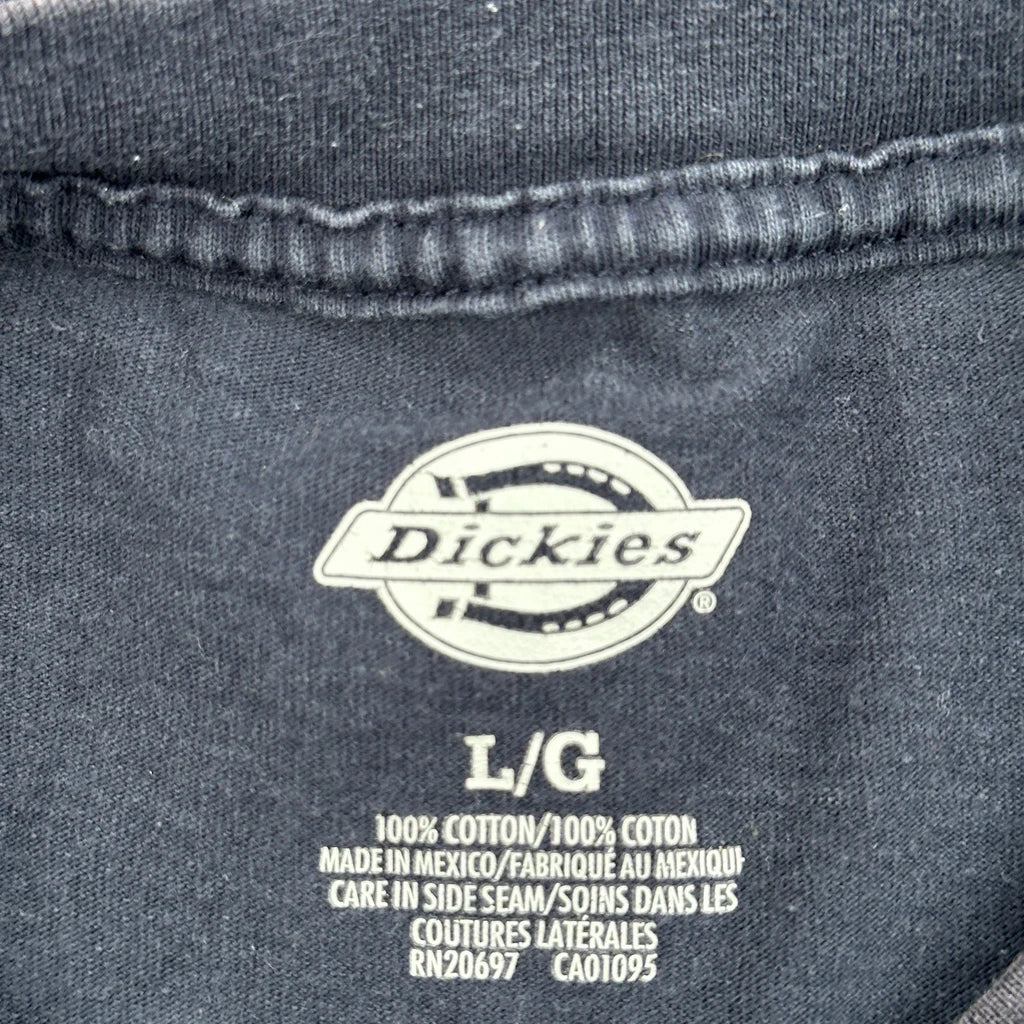 Dickies
®
L/G
100% COTTON/100% COTON
MADE IN MEXICO/FABRIQUÉ AU MEXIQUE
CARE IN SIDE SEAM/SOINS DANS LES
COUTURES LATÉRALES
RN20697 CA01095